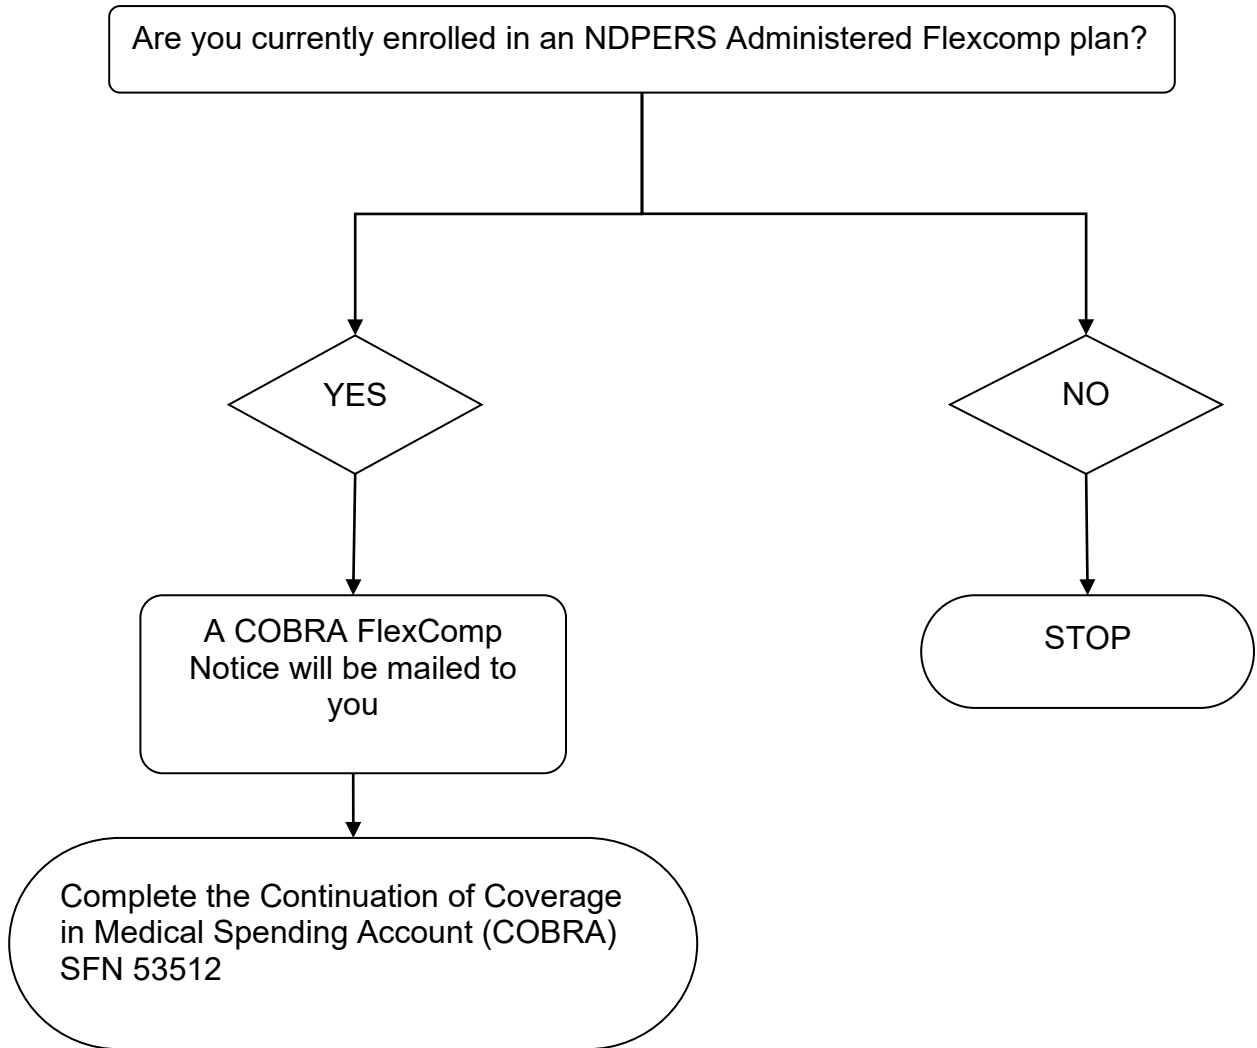 Are you currently enrolled in an NDPERS Administered Flexcomp plan?
YES
NO
A COBRA FlexComp
Notice will be mailed to
you
STOP
Complete the Continuation of Coverage
in Medical Spending Account (COBRA)
SFN 53512